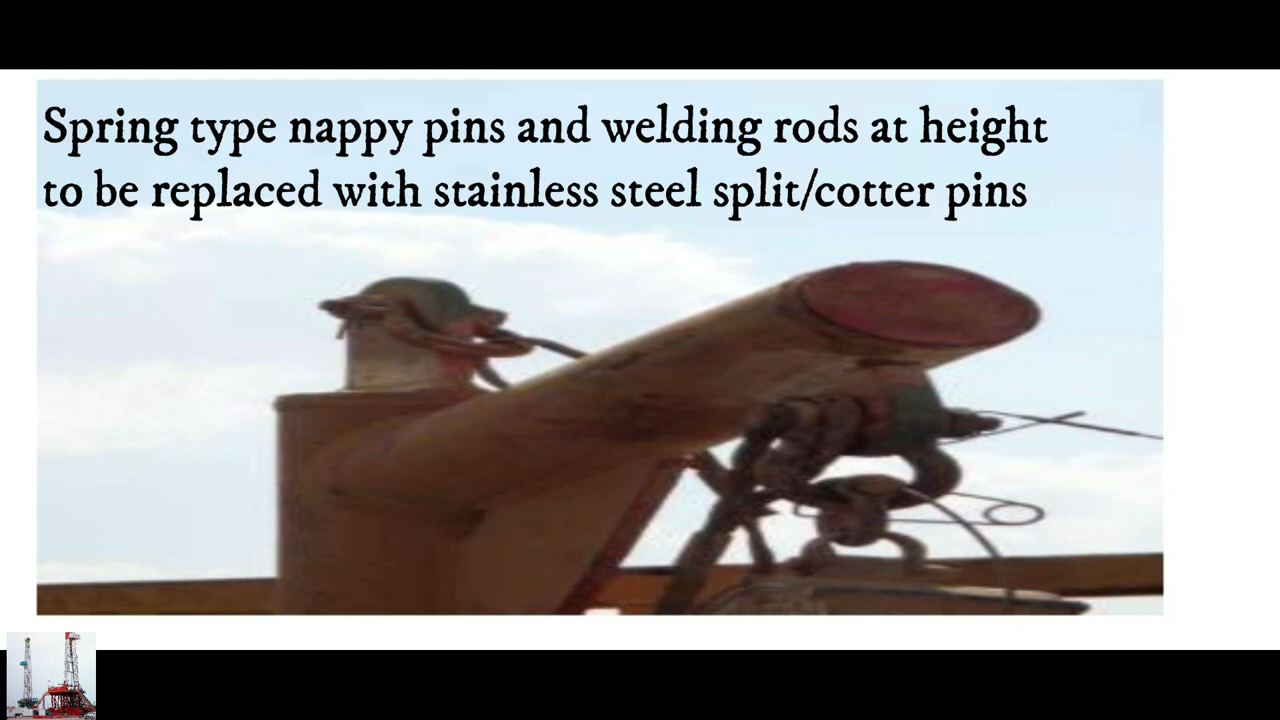 Spring type nappy pins and welding rods at height
to be replaced with stainless steel split/cotter pins